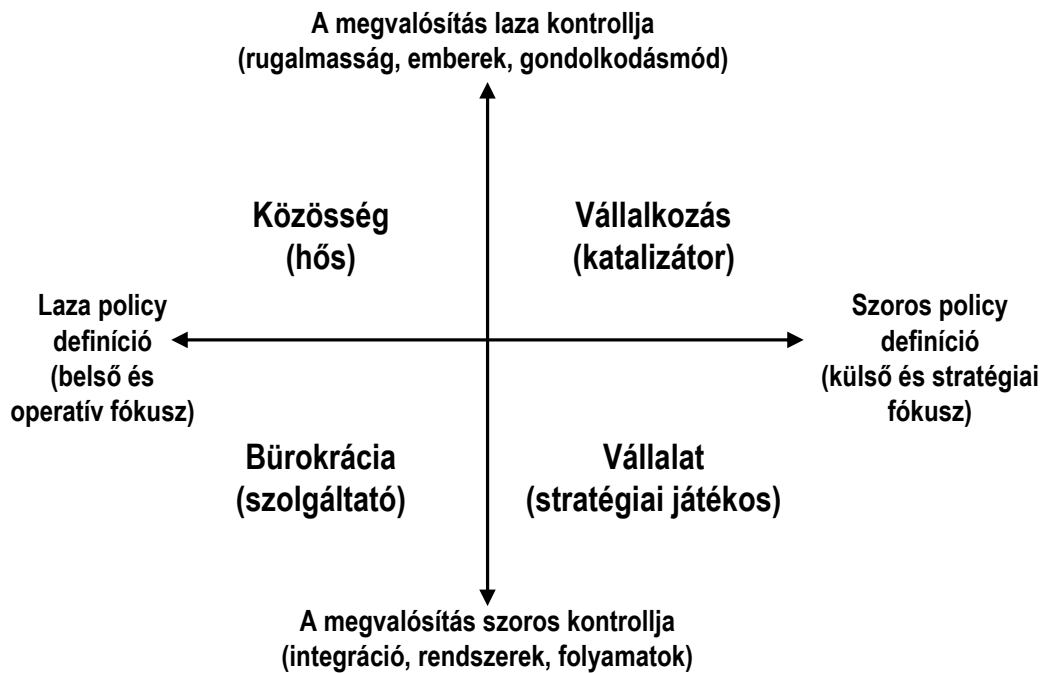 A megvalósítás laza kontrollja
(rugalmasság, emberek, gondolkodásmód)
Közösség
(hős)
Vállalkozás
(katalizátor)
Laza policy
definíció
(belső és
operatív fókusz)
Szoros policy
definíció
(külső és stratégiai
fókusz)
Bürokrácia
(szolgáltató)
Vállalat
(stratégiai játékos)
A megvalósítás szoros kontrollja
(integráció, rendszerek, folyamatok)